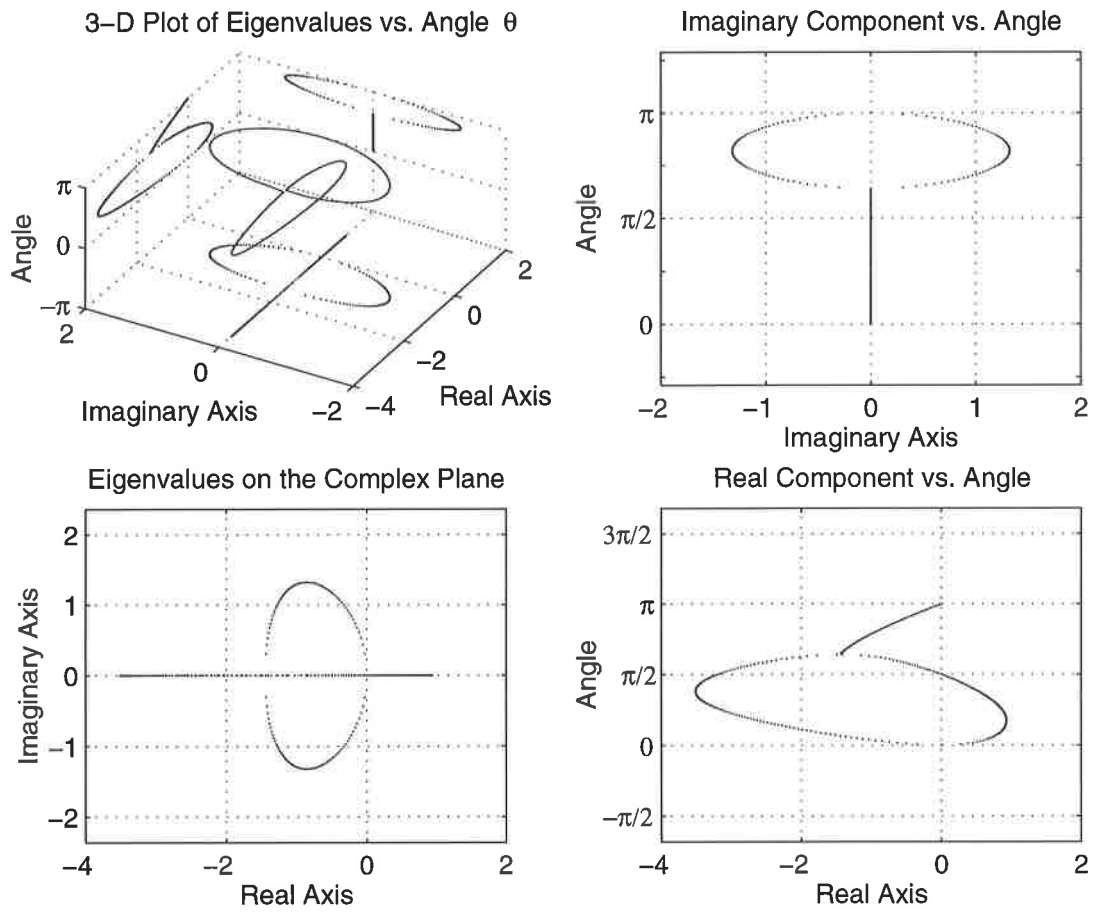 3–D Plot of Eigenvalues vs. Angle θ
π
0
−π
Angle
2
0
−2
Imaginary Axis
−4
−2
0
2
Real Axis
Imaginary Component vs. Angle
π
π/2
0
Angle
−2
−1
0
1
2
Imaginary Axis
Eigenvalues on the Complex Plane
2
1
0
−1
−2
Imaginary Axis
−4
−2
0
2
Real Axis
Real Component vs. Angle
3π/2
π
π/2
0
−π/2
Angle
−4
−2
0
2
Real Axis